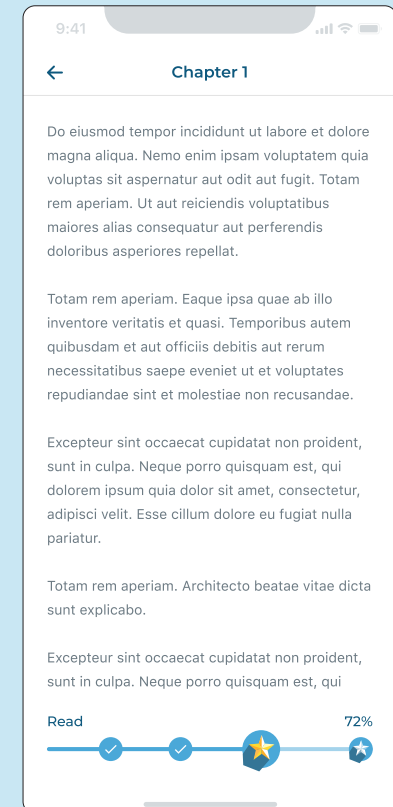 9:41
Chapter 1
Do eiusmod tempor incididunt ut labore et dolore
magna aliqua. Nemo enim ipsam voluptatem quia
voluptas sit aspernatur aut odit aut fugit. Totam
rem aperiam. Ut aut reiciendis voluptatibus
maiores alias consequatur aut perferendis
doloribus asperiores repellat.
Totam rem aperiam. Eaque ipsa quae ab illo
inventore veritatis et quasi. Temporibus autem
quibusdam et aut officiis debitis aut rerum
necessitatibus saepe eveniet ut et voluptates
repudiandae sint et molestiae non recusandae.
Excepteur sint occaecat cupidatat non proident,
sunt in culpa. Neque porro quisquam est, qui
dolorem ipsum quia dolor sit amet, consectetur,
adipisci velit. Esse cillum dolore eu fugiat nulla
pariatur.
Totam rem aperiam. Architecto beatae vitae dicta
sunt explicabo.
Excepteur sint occaecat cupidatat non proident,
sunt in culpa. Neque porro quisquam est, qui
Read 72%